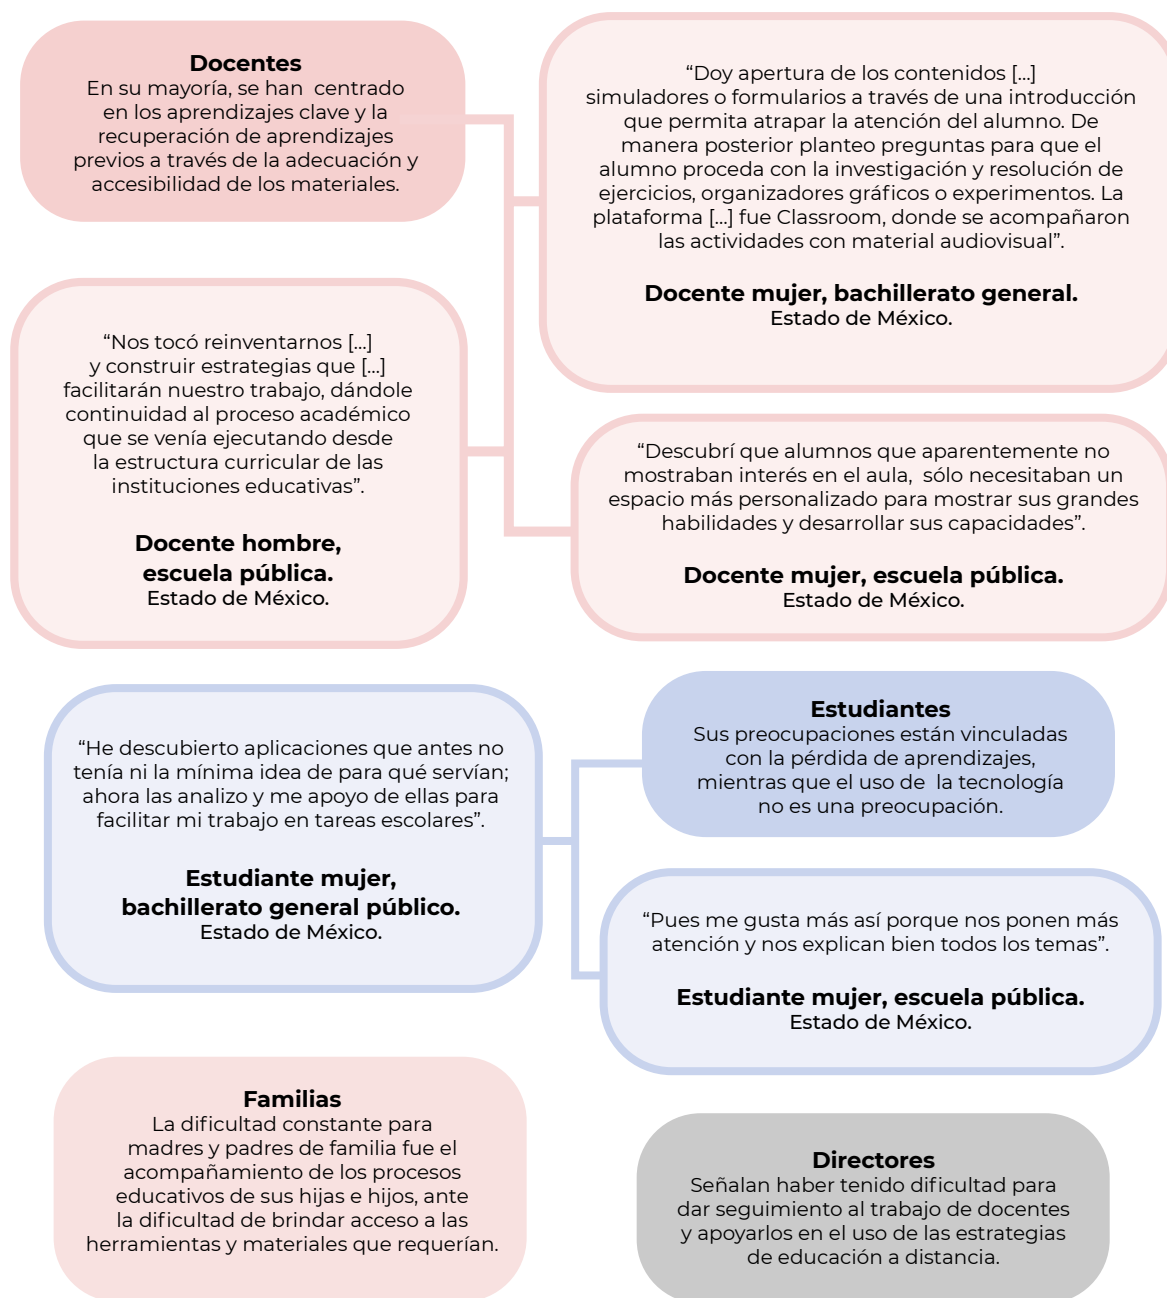 Docentes
En su mayoría, se han centrado
en los aprendizajes clave y la
recuperación de aprendizajes
previos a través de la adecuación y
accesibilidad de los materiales.
“Doy apertura de los contenidos [...]
simuladores o formularios a través de una introducción
que permita atrapar la atención del alumno. De
manera posterior planteo preguntas para que el
alumno proceda con la investigación y resolución de
ejercicios, organizadores gráficos o experimentos. La
plataforma [...] fue Classroom, donde se acompañaron
las actividades con material audiovisual”.
Docente mujer, bachillerato general.
Estado de México.
“Nos tocó reinventarnos [...]
y construir estrategias que [...]
facilitarán nuestro trabajo, dándole
continuidad al proceso académico
que se venía ejecutando desde
la estructura curricular de las
instituciones educativas”.
Docente hombre,
escuela pública.
Estado de México.
“Descubrí que alumnos que aparentemente no
mostraban interés en el aula, sólo necesitaban un
espacio más personalizado para mostrar sus grandes
habilidades y desarrollar sus capacidades”.
Docente mujer, escuela pública.
Estado de México.
“He descubierto aplicaciones que antes no
tenía ni la mínima idea de para qué servían;
ahora las analizo y me apoyo de ellas para
facilitar mi trabajo en tareas escolares”.
Estudiante mujer,
bachillerato general público.
Estado de México.
Estudiantes
Sus preocupaciones están vinculadas
con la pérdida de aprendizajes,
mientras que el uso de la tecnología
no es una preocupación.
“Pues me gusta más así porque nos ponen más
atención y nos explican bien todos los temas”.
Estudiante mujer, escuela pública.
Estado de México.
Familias
La dificultad constante para
madres y padres de familia fue el
acompañamiento de los procesos
educativos de sus hijas e hijos, ante
la dificultad de brindar acceso a las
herramientas y materiales que requerían.
Directores
Señalan haber tenido dificultad para
dar seguimiento al trabajo de docentes
y apoyarlos en el uso de las estrategias
de educación a distancia.